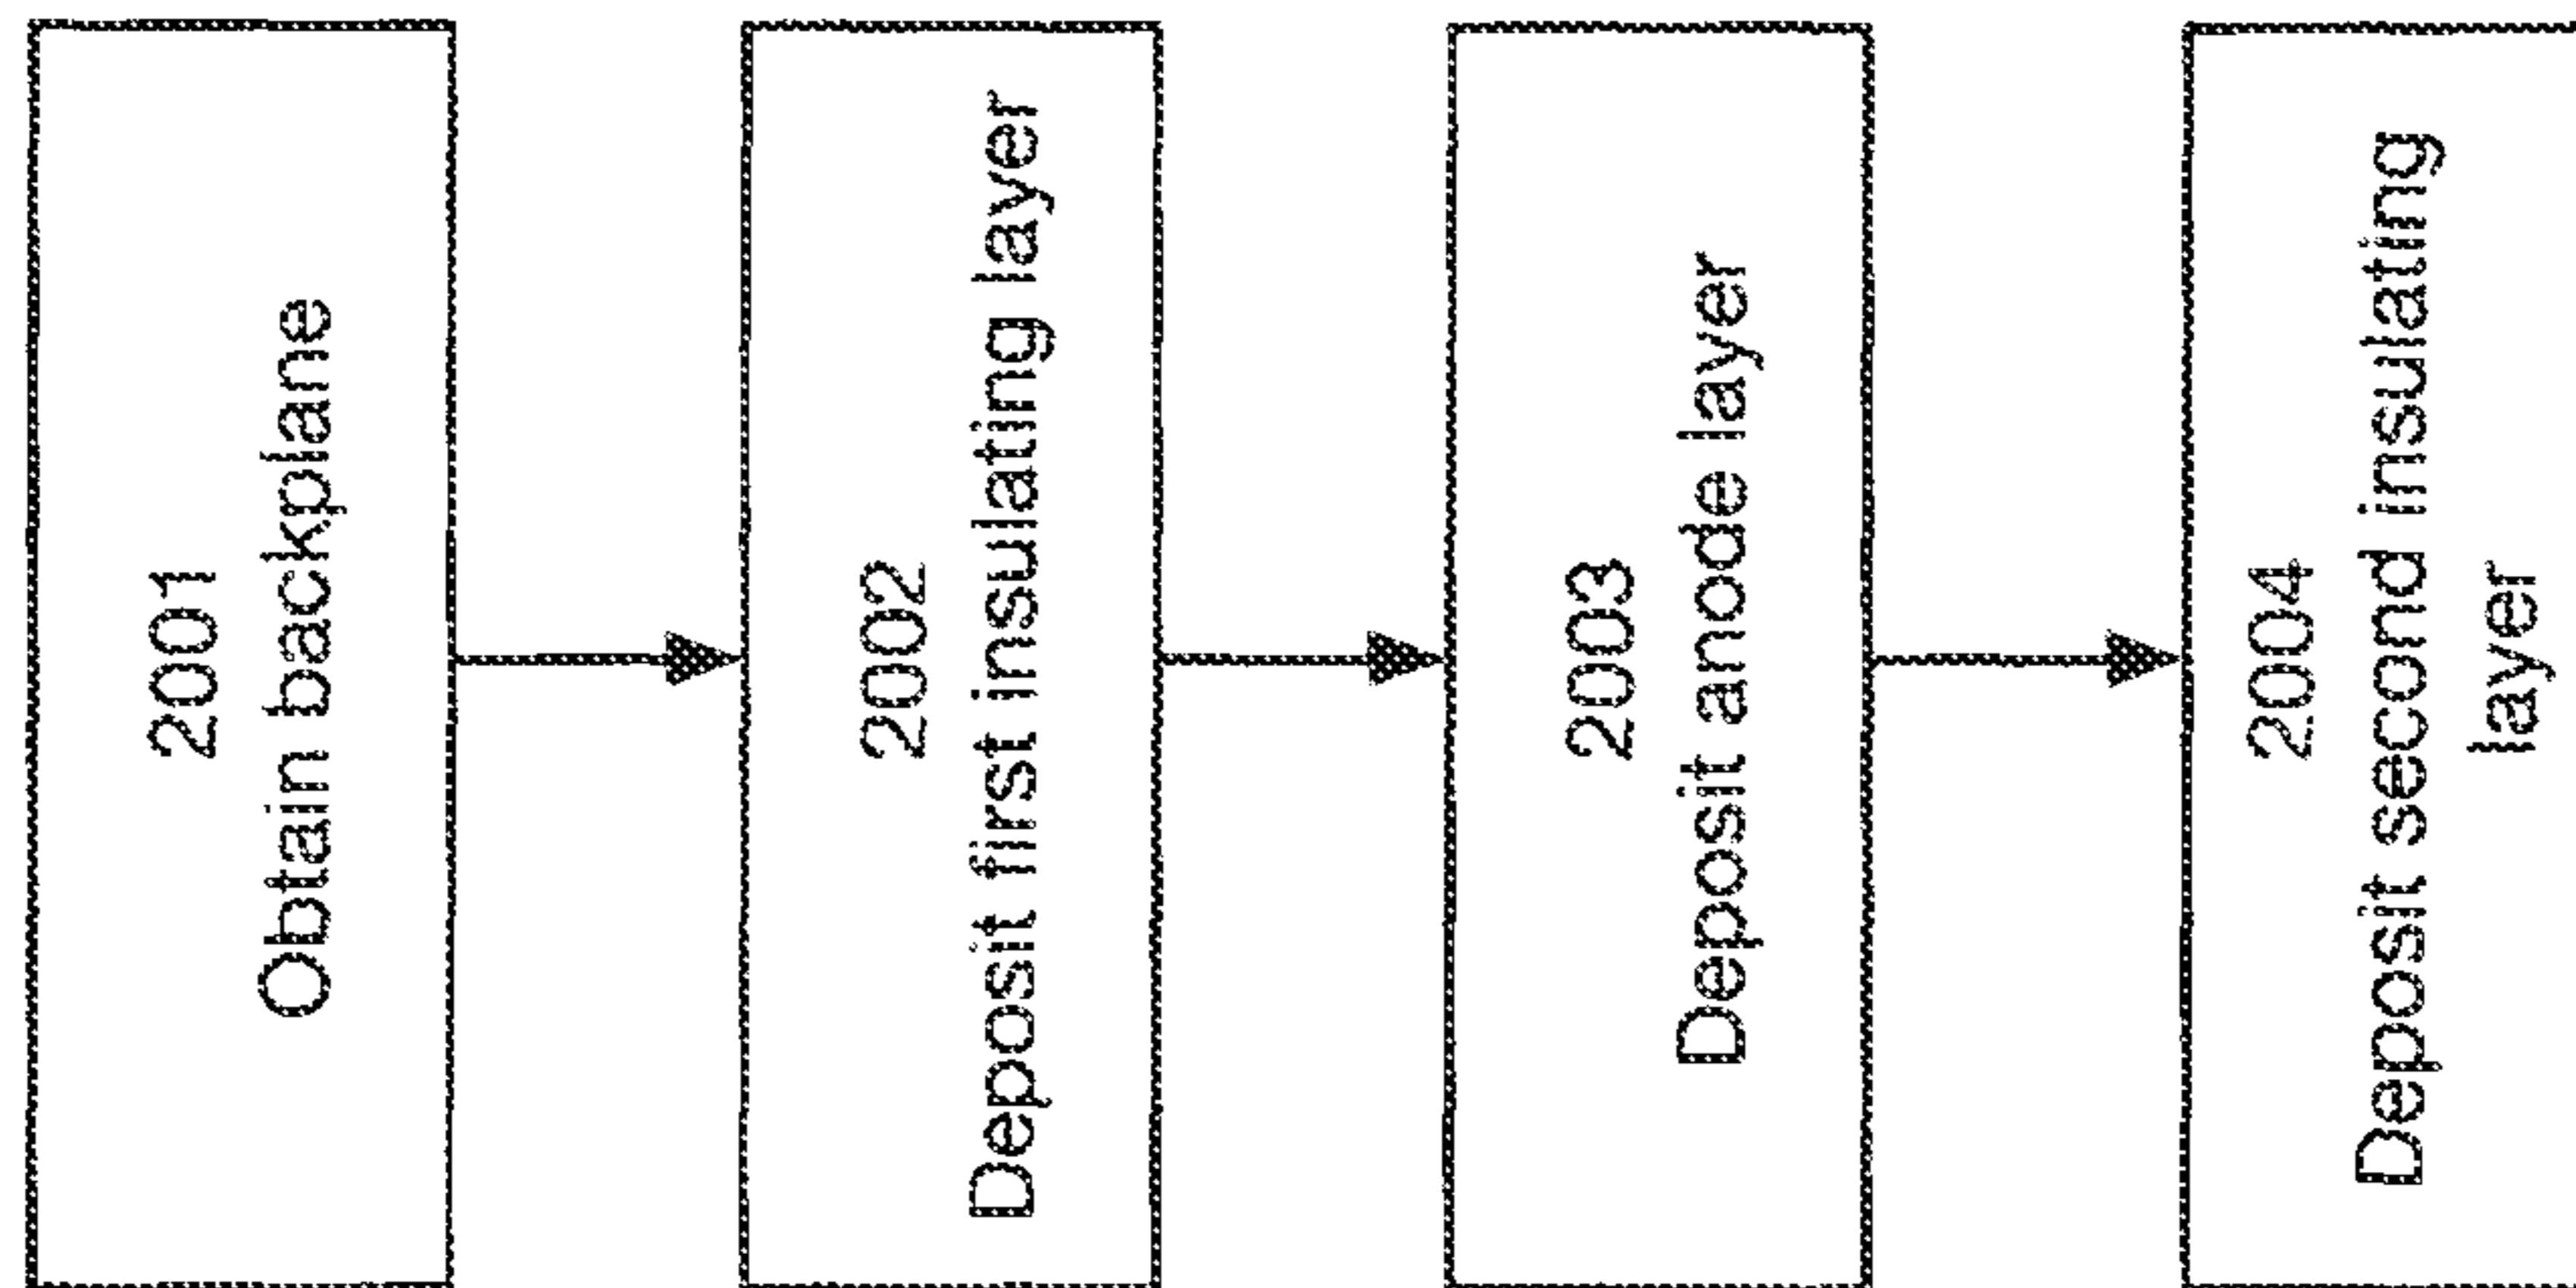 2001
Obtain backplane
2002
Deposit first insulating layer
2003
Deposit anode layer
2004
Deposit second insulating
layer